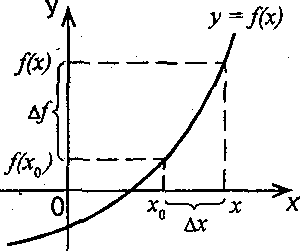 y
y = f(x)
f(x)
Δf
f(x₀)
0 x₀ Δx x x